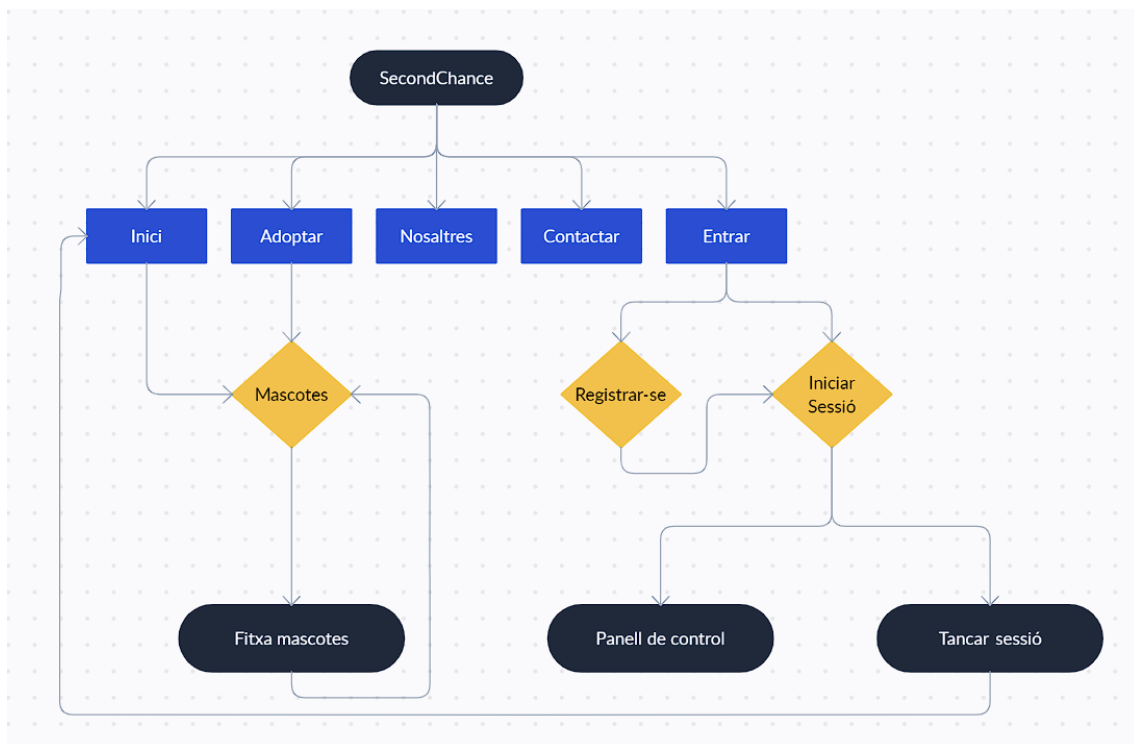 SecondChance
Inici
Adoptar
Nosaltres
Contactar
Entrar
Mascotes
Registrar-se
Iniciar
Sessió
Fitxa mascotes
Panell de control
Tancar sessió